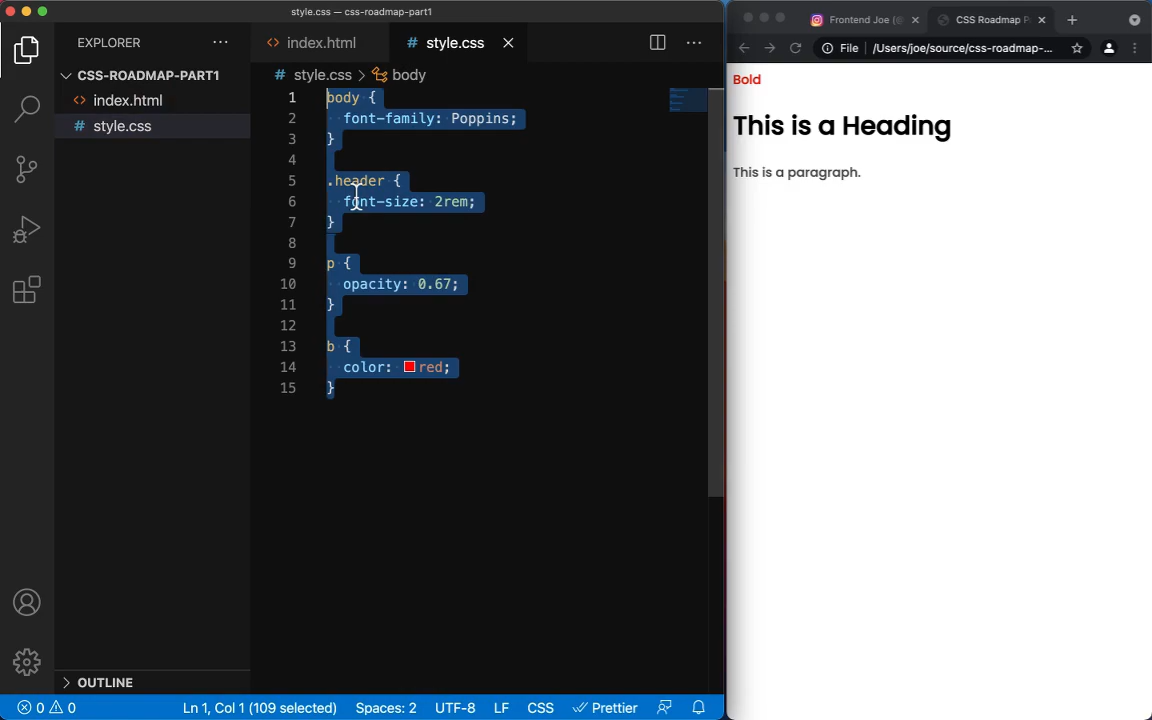 style.css — css-roadmap-part1
EXPLORER
CSS-ROADMAP-PART1
index.html
style.css
OUTLINE
index.html
style.css
style.css > body
1 body {
2 font-family: Poppins;
3 }
4
5 .header {
6 font-size: 2rem;
7 }
8
9 p {
10 opacity: 0.67;
11 }
12
13 b {
14 color: red;
15 }
0 0 Ln 1, Col 1 (109 selected) Spaces: 2 UTF-8 LF CSS Prettier
Frontend Joe (@
CSS Roadmap P
File /Users/joe/source/css-roadmap-...
Bold
This is a Heading
This is a paragraph.